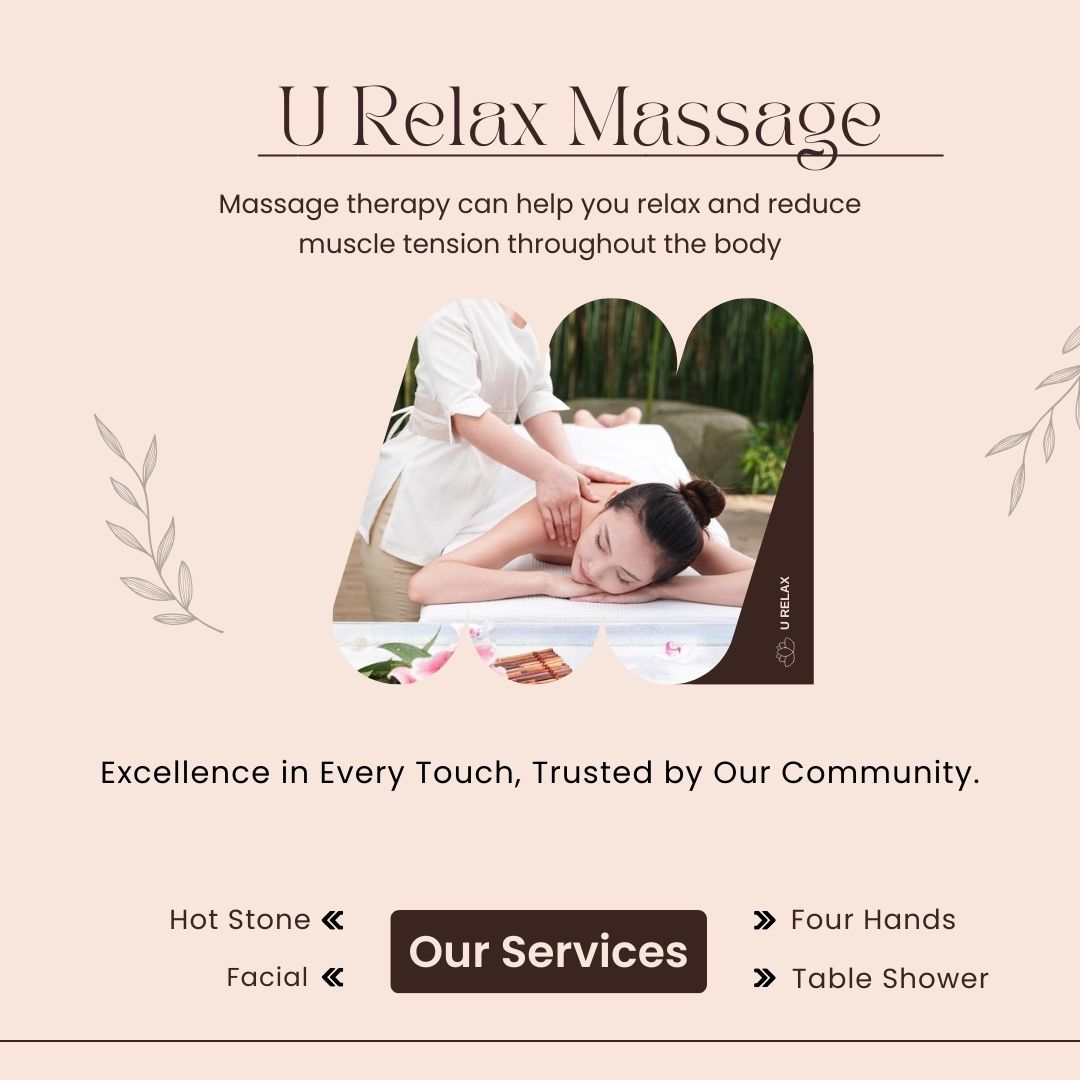 U Relax Massage
Massage therapy can help you relax and reduce
muscle tension throughout the body
U RELAX
Excellence in Every Touch, Trusted by Our Community.
Hot Stone
Facial
Our Services
Four Hands
Table Shower